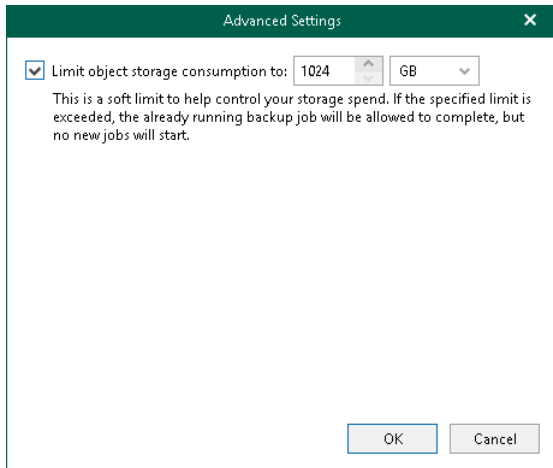 Advanced Settings
Limit object storage consumption to: 1024 GB
This is a soft limit to help control your storage spend. If the specified limit is
exceeded, the already running backup job will be allowed to complete, but
no new jobs will start.
OK Cancel